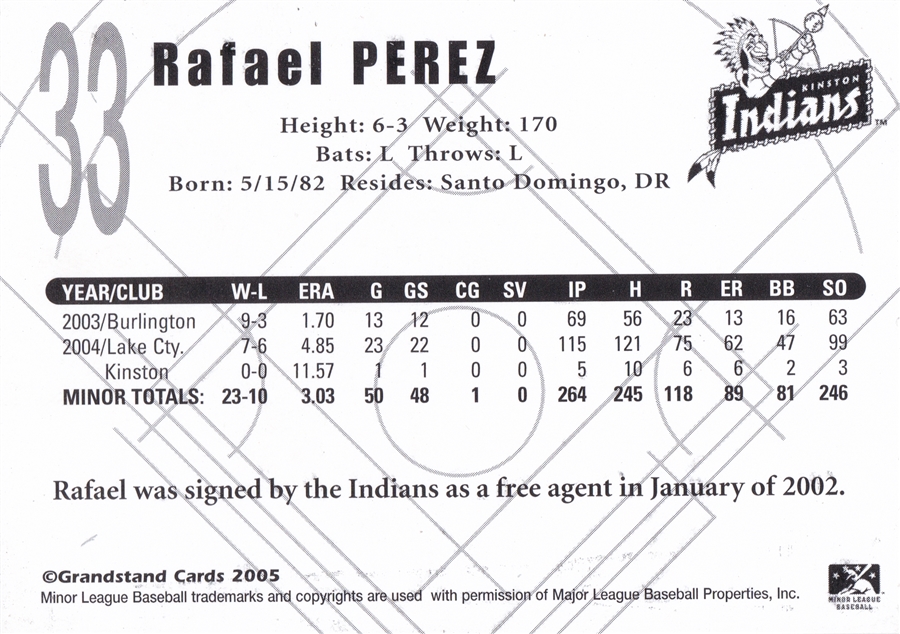 33
Rafael PEREZ
KINSTON
Indians
TM
Height: 6-3 Weight: 170
Bats: L Throws: L
Born: 5/15/82 Resides: Santo Domingo, DR
YEAR/CLUB W-L ERA G GS CG SV IP H R ER BB SO
2003/Burlington 9-3 1.70 13 12 0 0 69 56 23 13 16 63
2004/Lake Cty. 7-6 4.85 23 22 0 0 115 121 75 62 47 99
Kinston 0-0 11.57 1 1 0 0 5 10 6 6 2 3
MINOR TOTALS: 23-10 3.03 50 48 1 0 264 245 118 89 81 246
Rafael was signed by the Indians as a free agent in January of 2002.
©Grandstand Cards 2005
Minor League Baseball trademarks and copyrights are used with permission of Major League Baseball Properties, Inc.
MINOR LEAGUE
BASEBALL